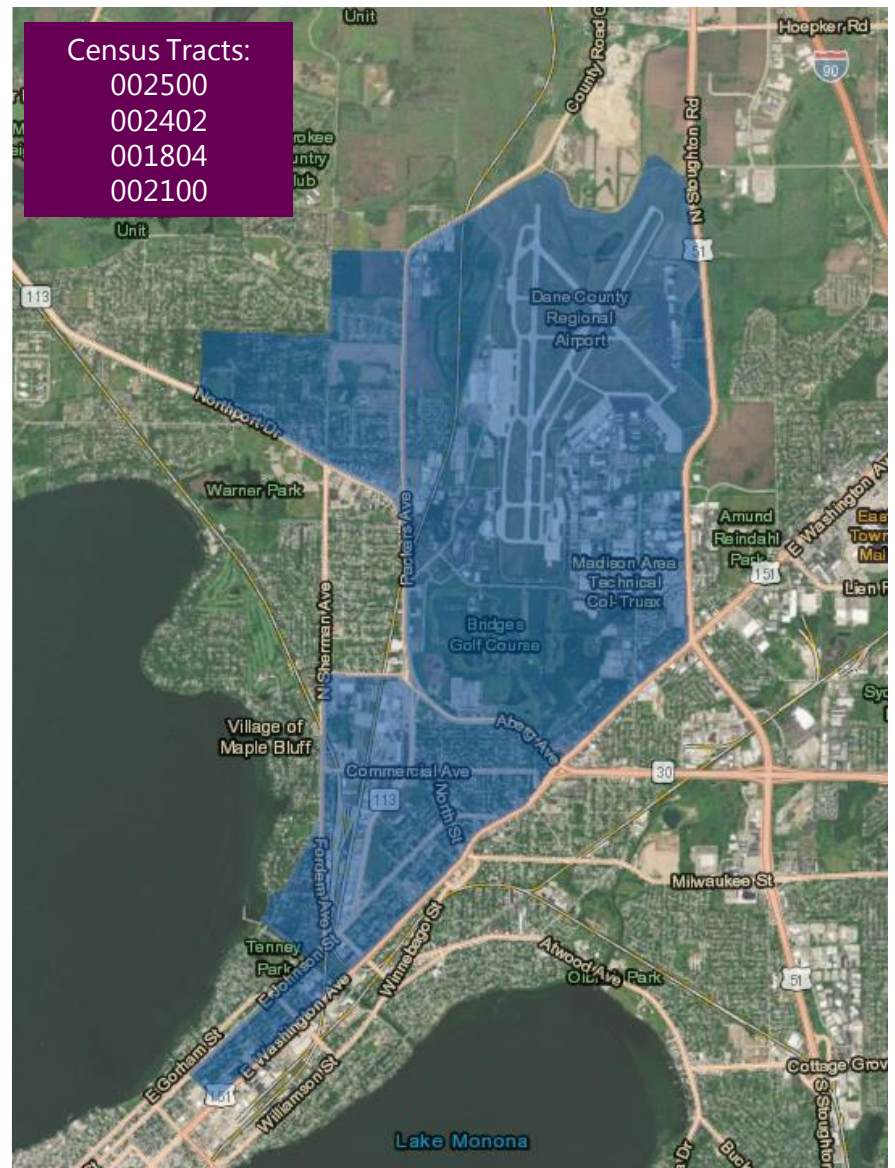 Census Tracts:
002500
002402
001804
002100
Unit
Hoepker Rd
90
County Road
Unit
N Stoughton Rd
51
113
Dane County
Regional
Airport
Northport Dr
Warner Park
Packers Ave
Amund
Reindahl
Park
E Washington
151
Madison Area
Technical
Col-Truax
Bridges
Golf Course
N Sherman Ave
Village of
Maple Bluff
Aberg Ave
Commercial Ave
30
113
North St
Fordem Ave
Milwaukee St
Winnebago St
Tenney
Park
E Johnson St
Atwood Ave
Park
51
E Washington Ave
E Gorham St
151
Williamson St
Cottage Grov
S Stoughto
Lake Monona